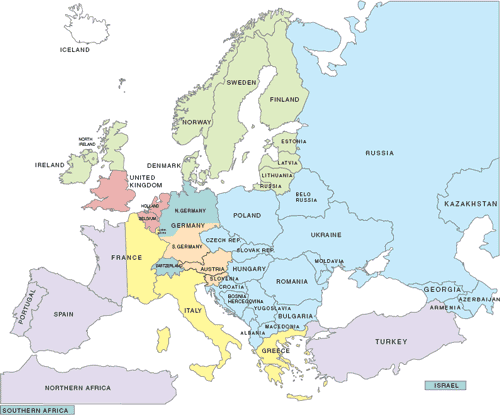 ICELAND
SWEDEN
FINLAND
NORWAY
ESTONIA
LATVIA
LITHUANIA
RUSSIA
RUSSIA
NORTH
IRELAND
IRELAND
DENMARK
UNITED
KINGDOM
HOLLAND
BELGIUM
N.GERMANY
GERMANY
S.GERMANY
POLAND
BELO
RUSSIA
KAZAKHSTAN
UKRAINE
CZECH REP.
SLOVAK REP.
MOLDAVIA
FRANCE
SWITZERLAND
AUSTRIA
HUNGARY
SLOVENIA
CROATIA
ROMANIA
BOSNIA
HERCEGOVINA
YUGOSLAVIA
BULGARIA
MACEDONIA
ALBANIA
GEORGIA
ARMENIA
AZERBAIJAN
ITALY
GREECE
TURKEY
PORTUGAL
SPAIN
NORTHERN AFRICA
SOUTHERN AFRICA
ISRAEL